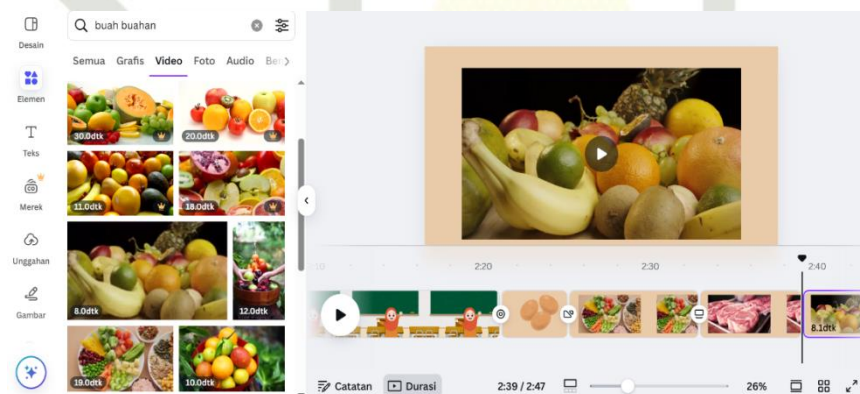 buah buahan
Desain
Semua Grafis Video Foto Audio
Elemen
30.0dtk 20.0dtk
Teks
11.0dtk 18.0dtk
Merek
CO
Unggahan
Gambar
8.0dtk 12.0dtk
19.0dtk 10.0dtk
2:20 2:30 2:40
8.1dtk
Catatan Durasi 2:39 / 2:47 26%